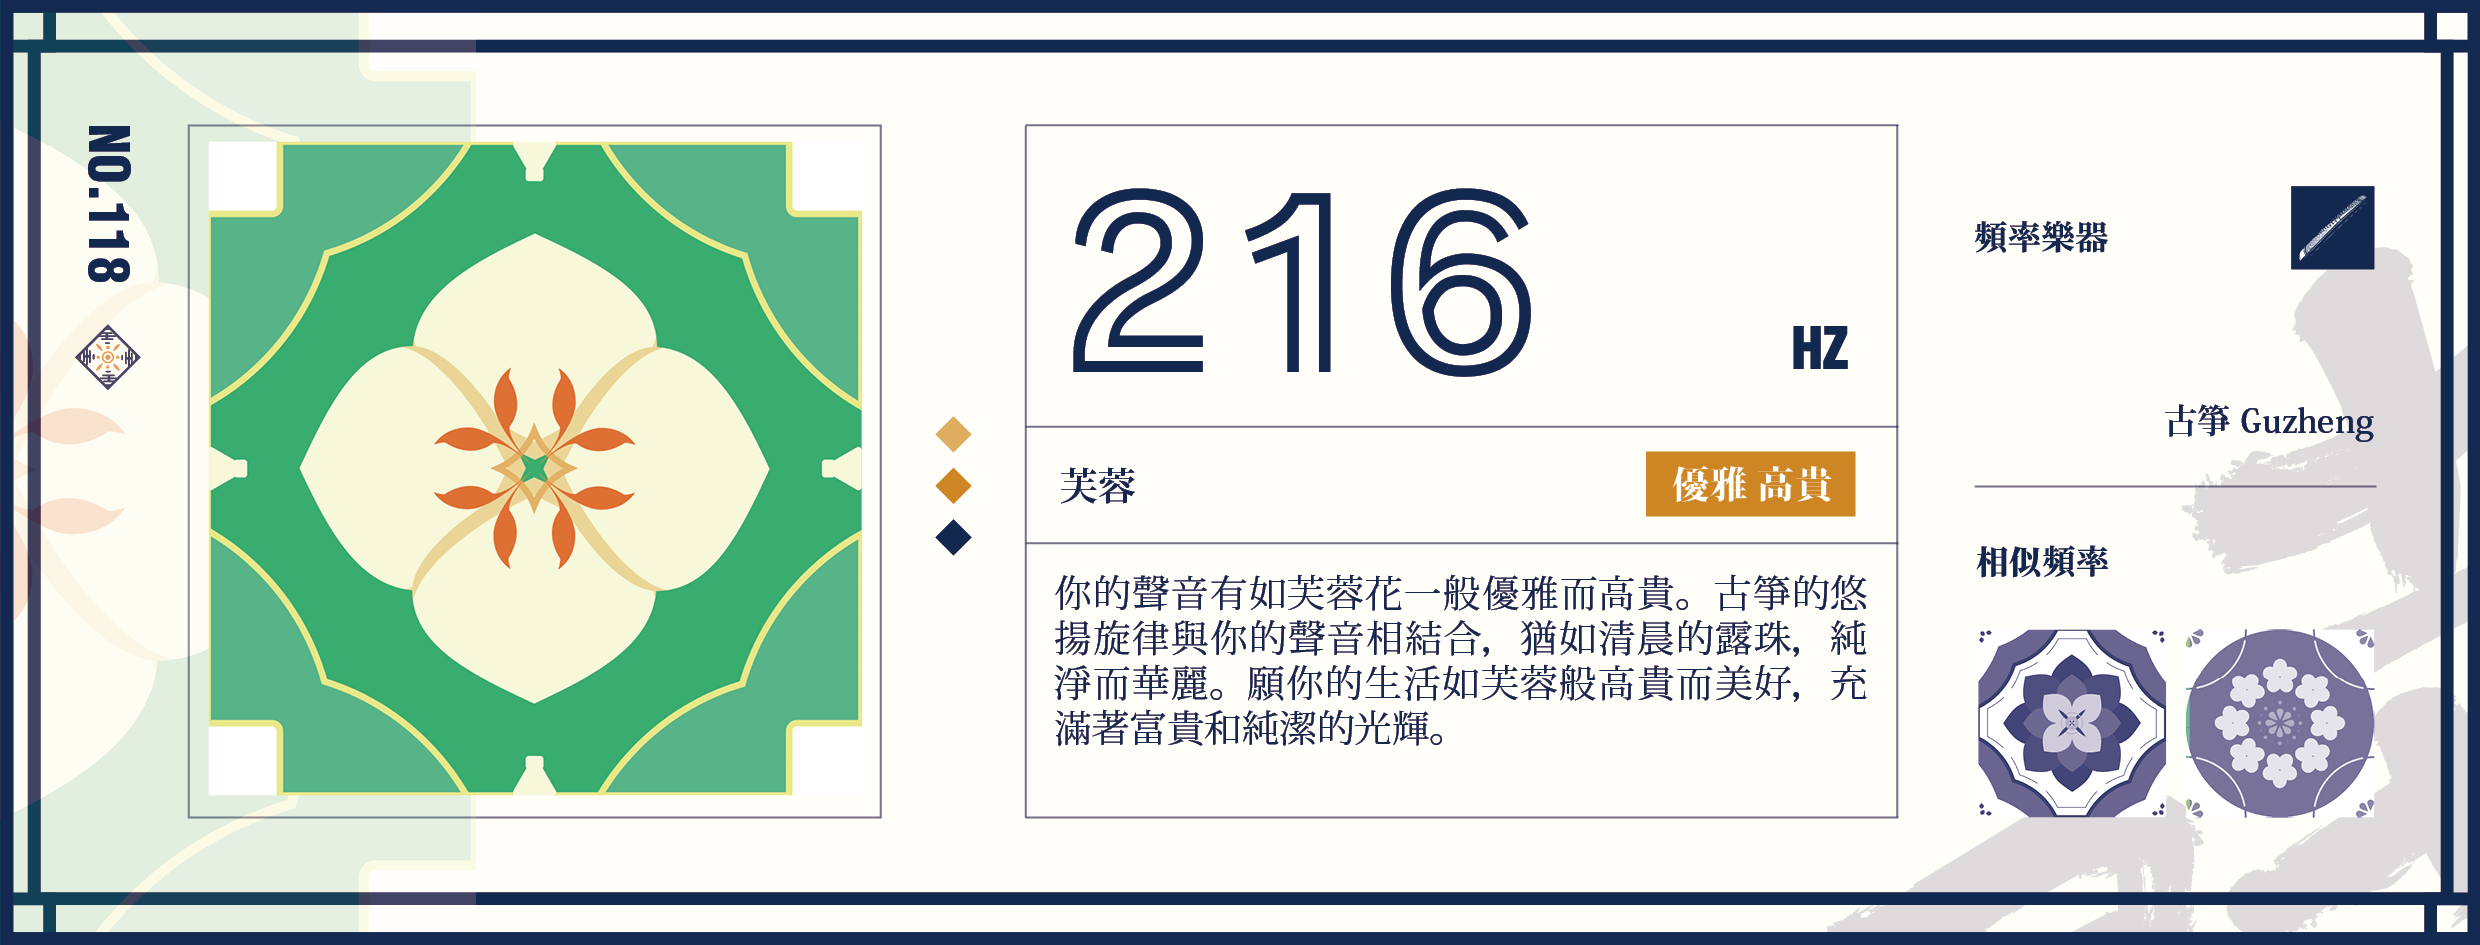 NO.118
216
HZ
芙蓉
優雅 高貴
你的聲音有如芙蓉花一般優雅而高貴。古箏的悠
揚旋律與你的聲音相結合，猶如清晨的露珠，純
淨而華麗。願你的生活如芙蓉般高貴而美好，充
滿著富貴和純潔的光輝。
頻率樂器
古箏 Guzheng
相似頻率